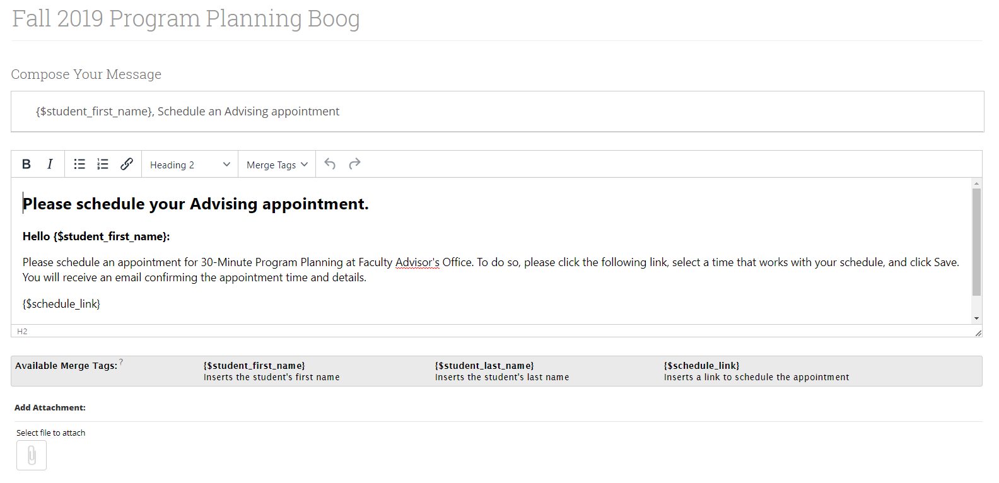 Fall 2019 Program Planning Boog
Compose Your Message
{$student_first_name}, Schedule an Advising appointment
B I Heading 2 Merge Tags
Please schedule your Advising appointment.
Hello {$student_first_name}:
Please schedule an appointment for 30-Minute Program Planning at Faculty Advisor's Office. To do so, please click the following link, select a time that works with your schedule, and click Save.
You will receive an email confirming the appointment time and details.
{$schedule_link}
H2
Available Merge Tags: ? {$student_first_name} {$student_last_name} {$schedule_link}
Inserts the student's first name Inserts the student's last name Inserts a link to schedule the appointment
Add Attachment:
Select file to attach